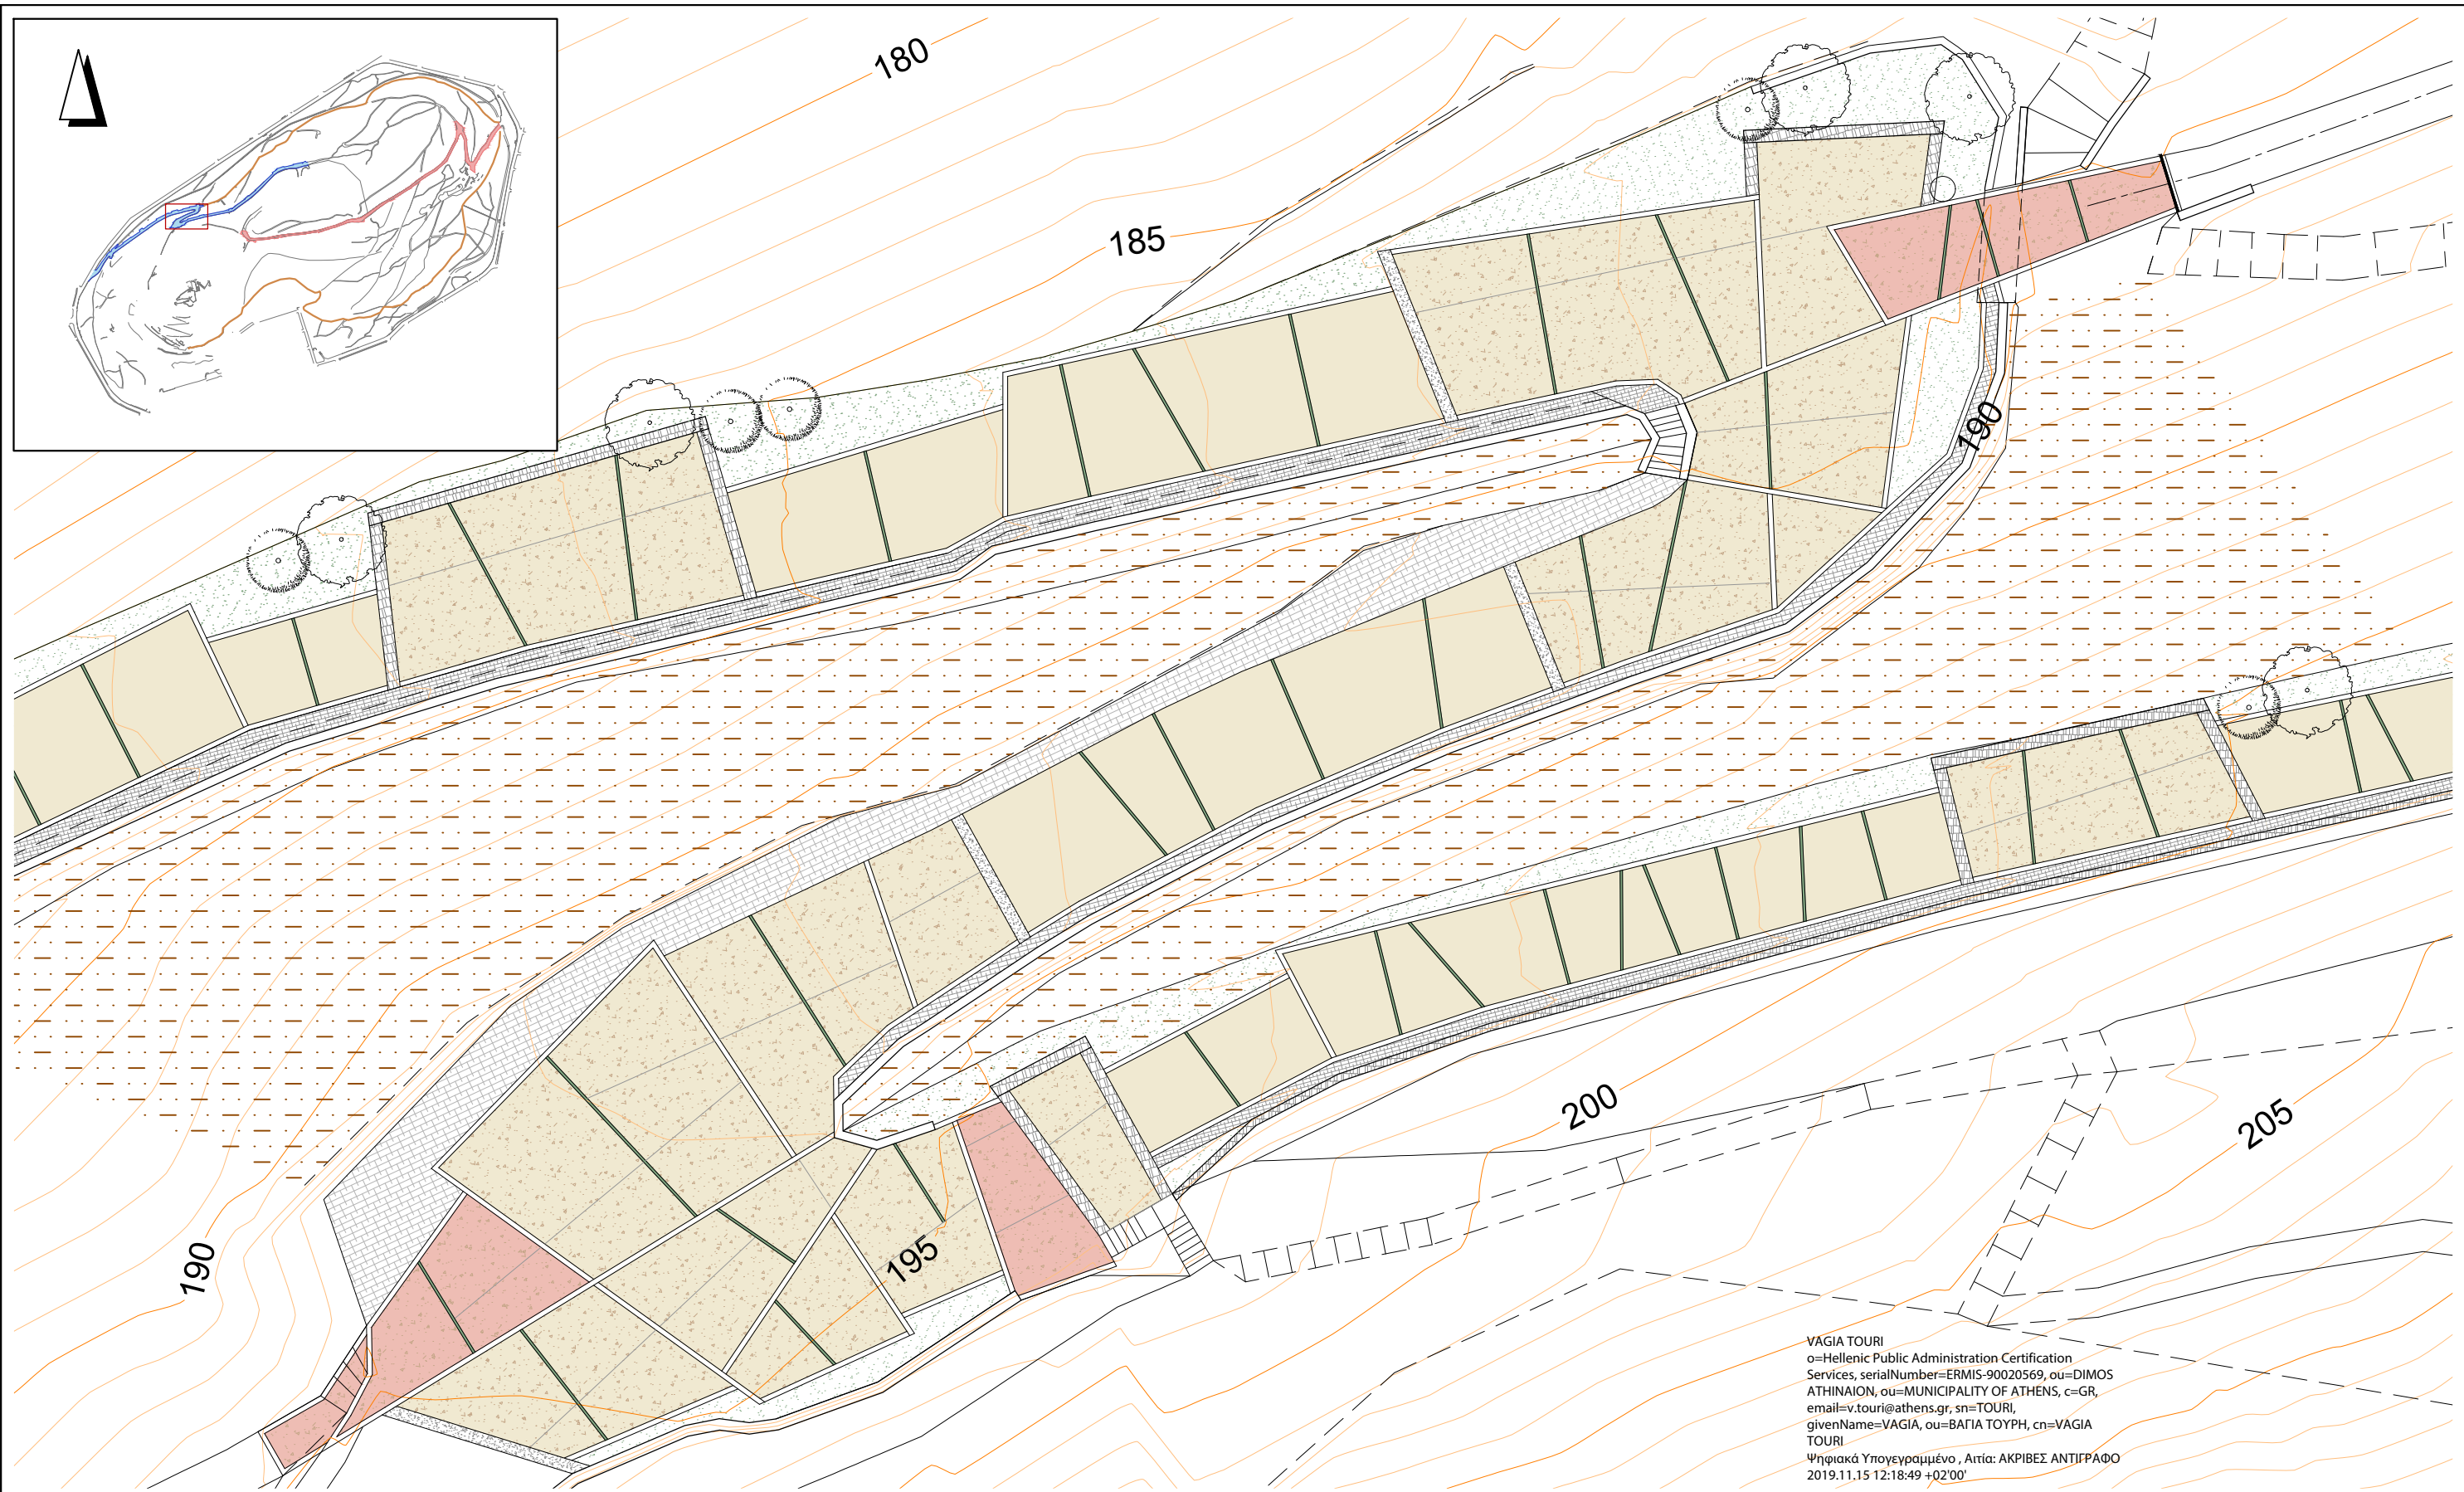 180
185
190
200
205
195
190
VAGIA TOURI
o=Hellenic Public Administration Certification
Services, serialNumber=ERMIS-90020569, ou=DIMOS
ATHINAION, ou=MUNICIPALITY OF ATHENS, c=GR,
email=v.touri@athens.gr, sn=TOURI,
givenName=VAGIA, ou=ΒΑΓΙΑ ΤΟΥΡΗ, cn=VAGIA
TOURI
Ψηφιακά Υπογεγραμμένο , Αιτία: ΑΚΡΙΒΕΣ ΑΝΤΙΓΡΑΦΟ
2019.11.15 12:18:49 +02'00'